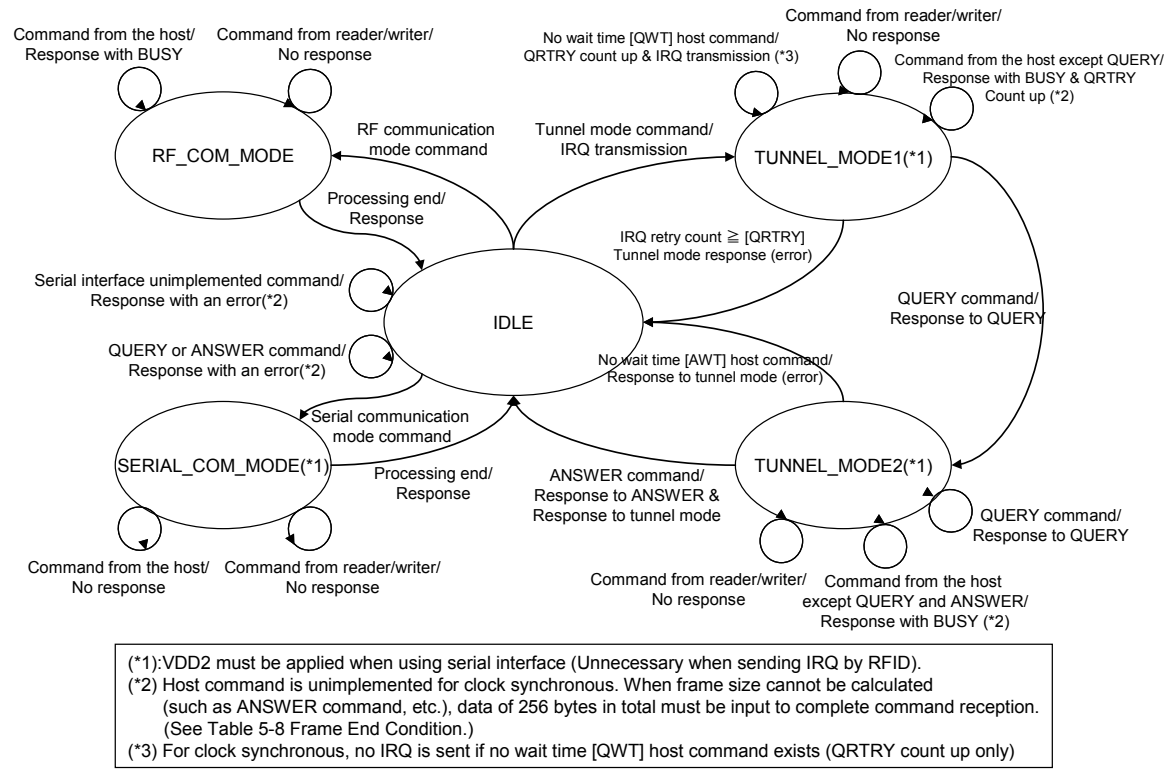 Command from the host/
Response with BUSY
Command from reader/writer/
No response
No wait time [QWT] host command/
QRTRY count up & IRQ transmission (*3)
Command from reader/writer/
No response
Command from the host except QUERY/
Response with BUSY & QRTRY
Count up (*2)
RF_COM_MODE
RF communication
mode command
Tunnel mode command/
IRQ transmission
TUNNEL_MODE1(*1)
Processing end/
Response
IRQ retry count ≧ [QRTRY]
Tunnel mode response (error)
Serial interface unimplemented command/
Response with an error(*2)
IDLE
QUERY command/
Response to QUERY
QUERY or ANSWER command/
Response with an error(*2)
No wait time [AWT] host command/
Response to tunnel mode (error)
Serial communication
mode command
SERIAL_COM_MODE(*1)
Processing end/
Response
ANSWER command/
Response to ANSWER &
Response to tunnel mode
TUNNEL_MODE2(*1)
QUERY command/
Response to QUERY
Command from the host/
No response
Command from reader/writer/
No response
Command from reader/writer/
No response
Command from the host
except QUERY and ANSWER/
Response with BUSY (*2)
(*1):VDD2 must be applied when using serial interface (Unnecessary when sending IRQ by RFID).
(*2) Host command is unimplemented for clock synchronous. When frame size cannot be calculated
(such as ANSWER command, etc.), data of 256 bytes in total must be input to complete command reception.
(See Table 5-8 Frame End Condition.)
(*3) For clock synchronous, no IRQ is sent if no wait time [QWT] host command exists (QRTRY count up only)